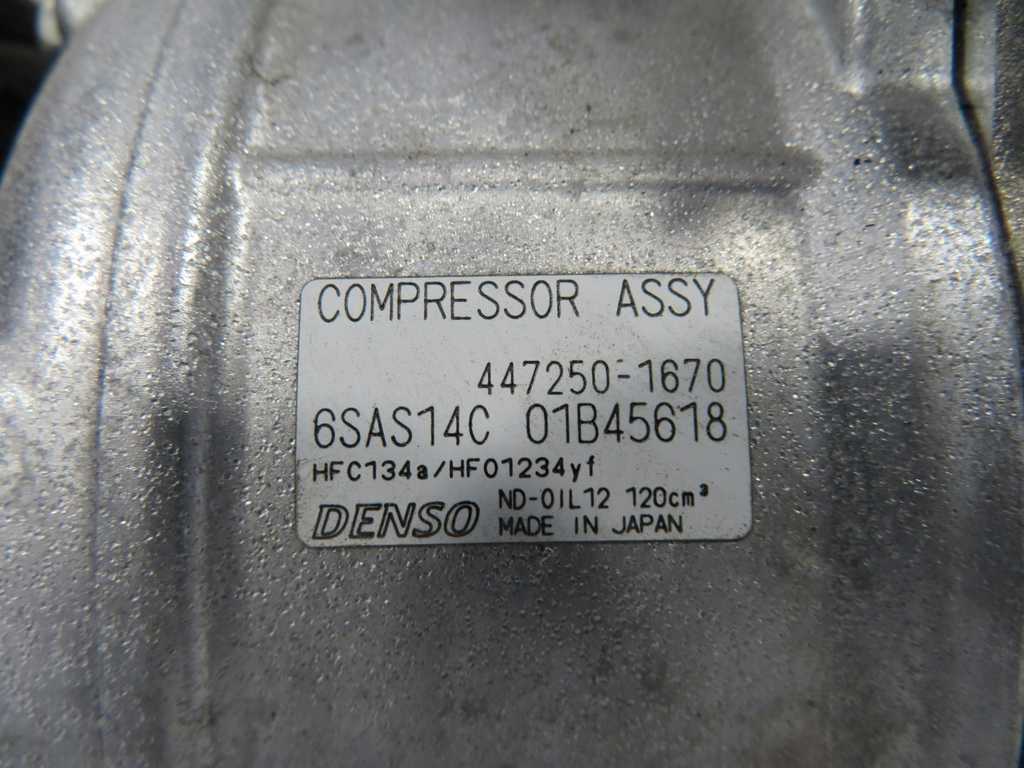 COMPRESSOR ASSY
447250-1670
6SAS14C 01B45618
HFC134a/HFO1234yf
DENSO ND-OIL12 120cm³
MADE IN JAPAN